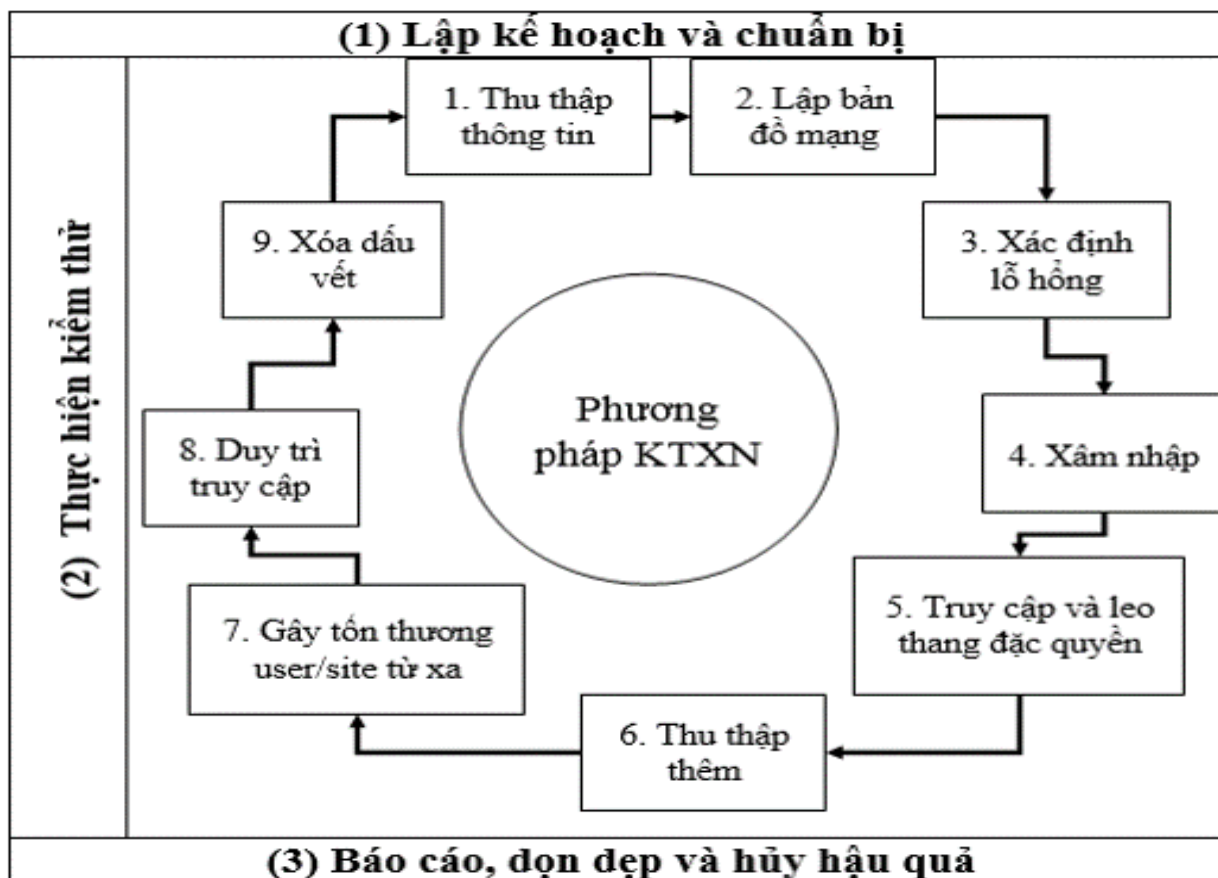 (1) Lập kế hoạch và chuẩn bị
(2) Thực hiện kiểm thử
1. Thu thập
thông tin
2. Lập bản
đồ mạng
3. Xác định
lỗ hổng
4. Xâm nhập
5. Truy cập và leo
thang đặc quyền
6. Thu thập
thêm
7. Gây tổn thương
user/site từ xa
8. Duy trì
truy cập
9. Xóa dấu
vết
Phương
pháp KTXN
(3) Báo cáo, dọn dẹp và hủy hậu quả